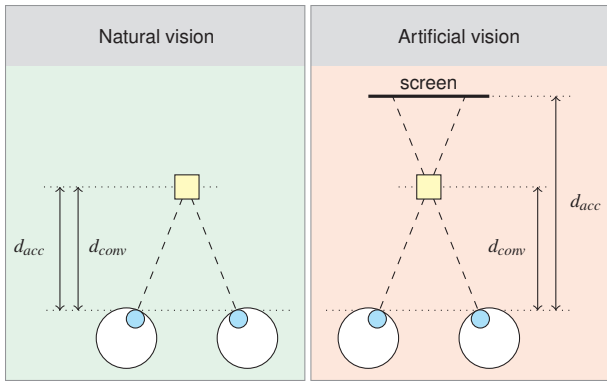 Natural vision
Artificial vision
screen
d_acc
d_conv
d_conv
d_acc